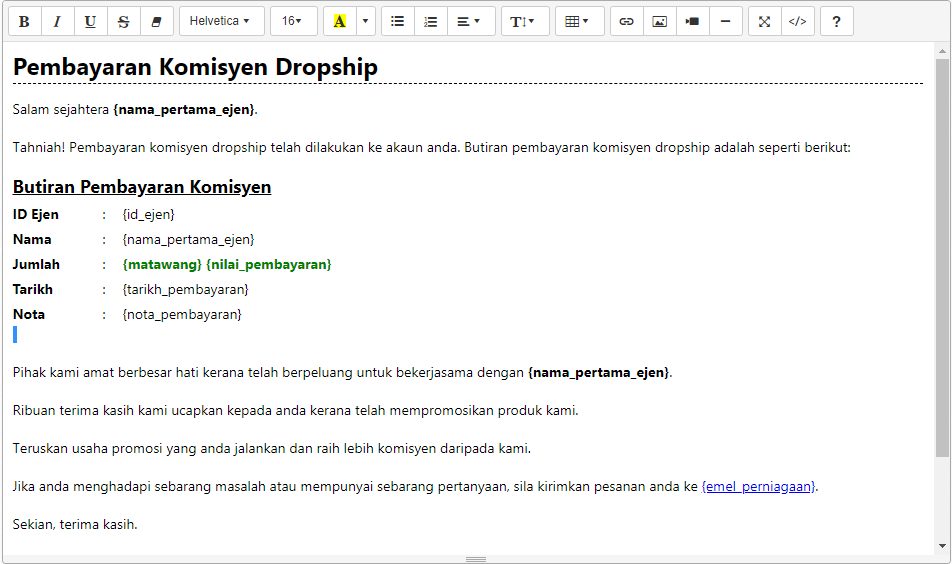 B I U S Helvetica 16 A T </> ?
Pembayaran Komisyen Dropship
Salam sejahtera {nama_pertama_ejen}.
Tahniah! Pembayaran komisyen dropship telah dilakukan ke akaun anda. Butiran pembayaran komisyen dropship adalah seperti berikut:
Butiran Pembayaran Komisyen
ID Ejen : {id_ejen}
Nama : {nama_pertama_ejen}
Jumlah : {matawang} {nilai_pembayaran}
Tarikh : {tarikh_pembayaran}
Nota : {nota_pembayaran}
Pihak kami amat berbesar hati kerana telah berpeluang untuk bekerjasama dengan {nama_pertama_ejen}.
Ribuan terima kasih kami ucapkan kepada anda kerana telah mempromosikan produk kami.
Teruskan usaha promosi yang anda jalankan dan raih lebih komisyen daripada kami.
Jika anda menghadapi sebarang masalah atau mempunyai sebarang pertanyaan, sila kirimkan pesanan anda ke {emel_perniagaan}.
Sekian, terima kasih.